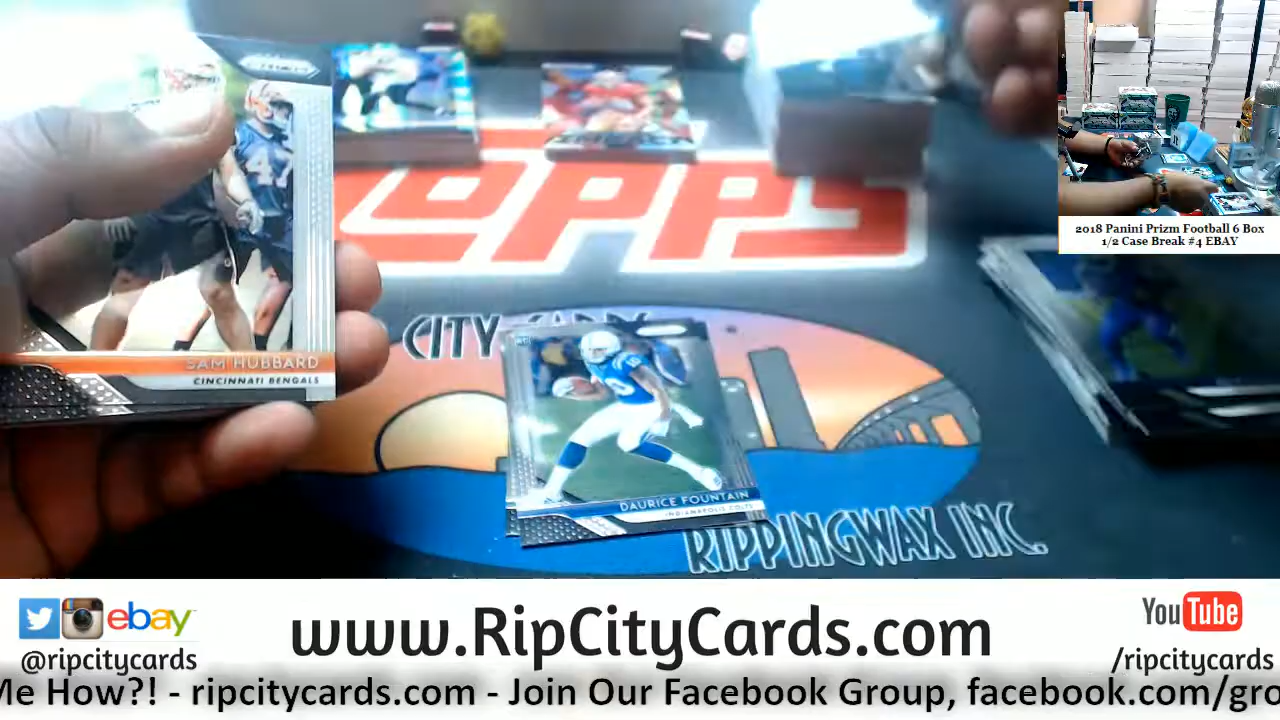 SAM HUBBARD
CINCINNATI BENGALS
47
TOPPS
CITY
DAURICE FOUNTAIN
INDIANAPOLIS COLTS
RIPPINGWAX INC.
2018 Panini Prizm Football 6 Box
1/2 Case Break #4 EBAY
ebay
@ripcitycards
www.RipCityCards.com
YouTube
/ripcitycards
Me How?! - ripcitycards.com - Join Our Facebook Group, facebook.com/gro